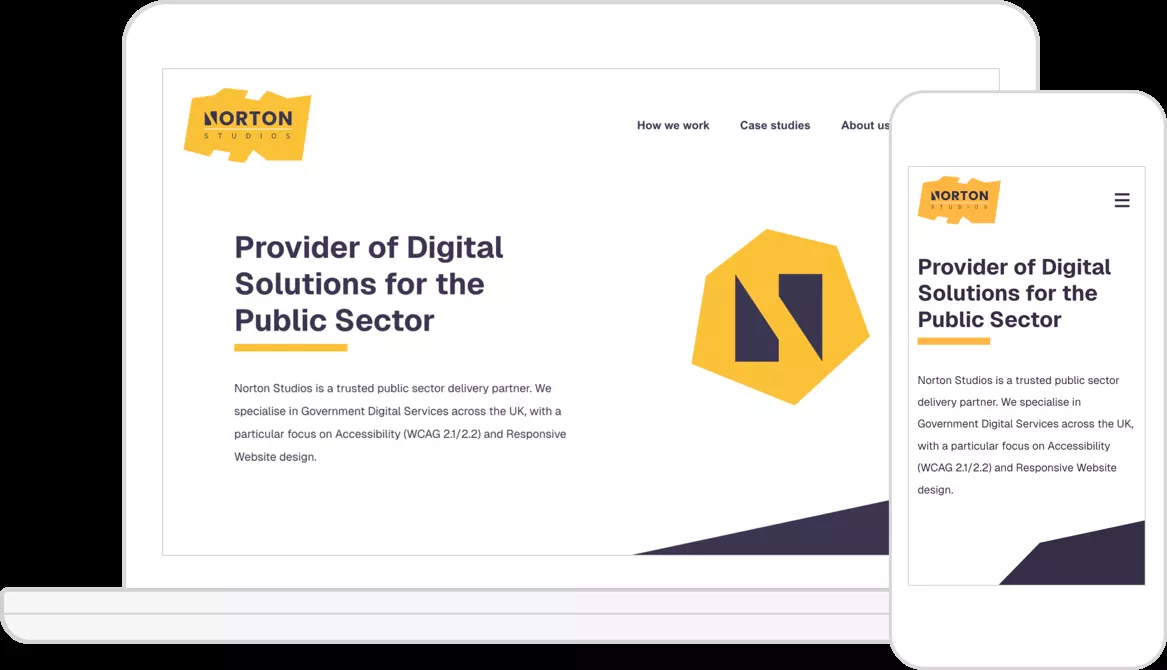 NORTON
STUDIOS
How we work Case studies About us
Provider of Digital
Solutions for the
Public Sector
Norton Studios is a trusted public sector delivery partner. We
specialise in Government Digital Services across the UK, with a
particular focus on Accessibility (WCAG 2.1/2.2) and Responsive
Website design.
N
NORTON
STUDIOS
Provider of Digital
Solutions for the
Public Sector
Norton Studios is a trusted public sector
delivery partner. We specialise in
Government Digital Services across the UK,
with a particular focus on Accessibility
(WCAG 2.1/2.2) and Responsive Website
design.